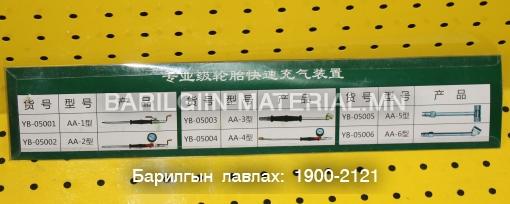 专业级轮胎快速充气装置
BARILGIIN MATERIAL.MN
货号 型号 产品 货号 型号 产品 货号 型号 产品
YB-05001 AA-1型 YB-05003 AA-3型 YB-05005 AA-5型
YB-05002 AA-2型 YB-05004 AA-4型 YB-05006 AA-6型
Барилгын лавлах: 1900-2121